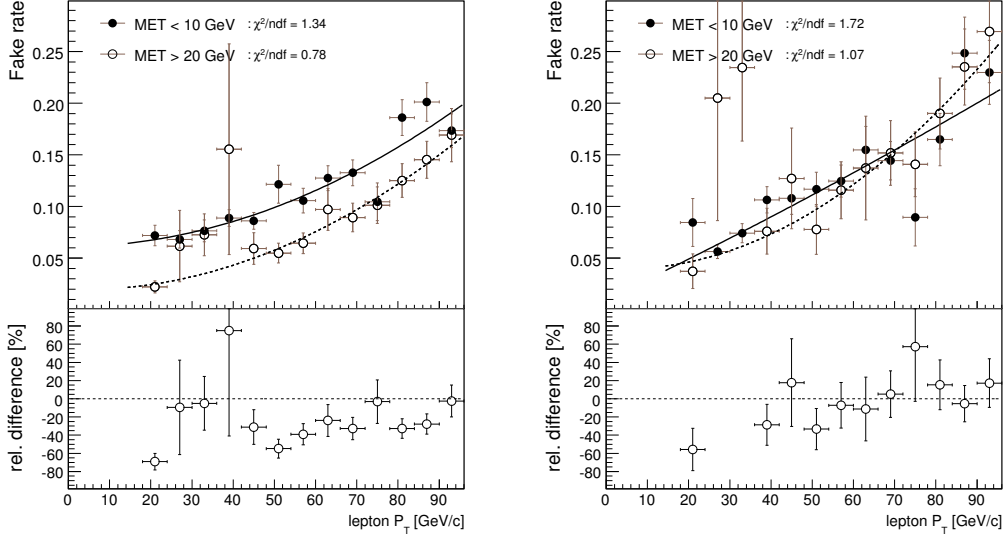 Fake rate
MET < 10 GeV : χ²/ndf = 1.34
MET > 20 GeV : χ²/ndf = 0.78
0.25
0.20
0.15
0.10
0.05
rel. difference [%]
80
60
40
20
0
-20
-40
-60
-80
0 10 20 30 40 50 60 70 80 90
lepton P_T [GeV/c]
Fake rate
MET < 10 GeV : χ²/ndf = 1.72
MET > 20 GeV : χ²/ndf = 1.07
0.25
0.20
0.15
0.10
0.05
rel. difference [%]
80
60
40
20
0
-20
-40
-60
-80
0 10 20 30 40 50 60 70 80 90
lepton P_T [GeV/c]